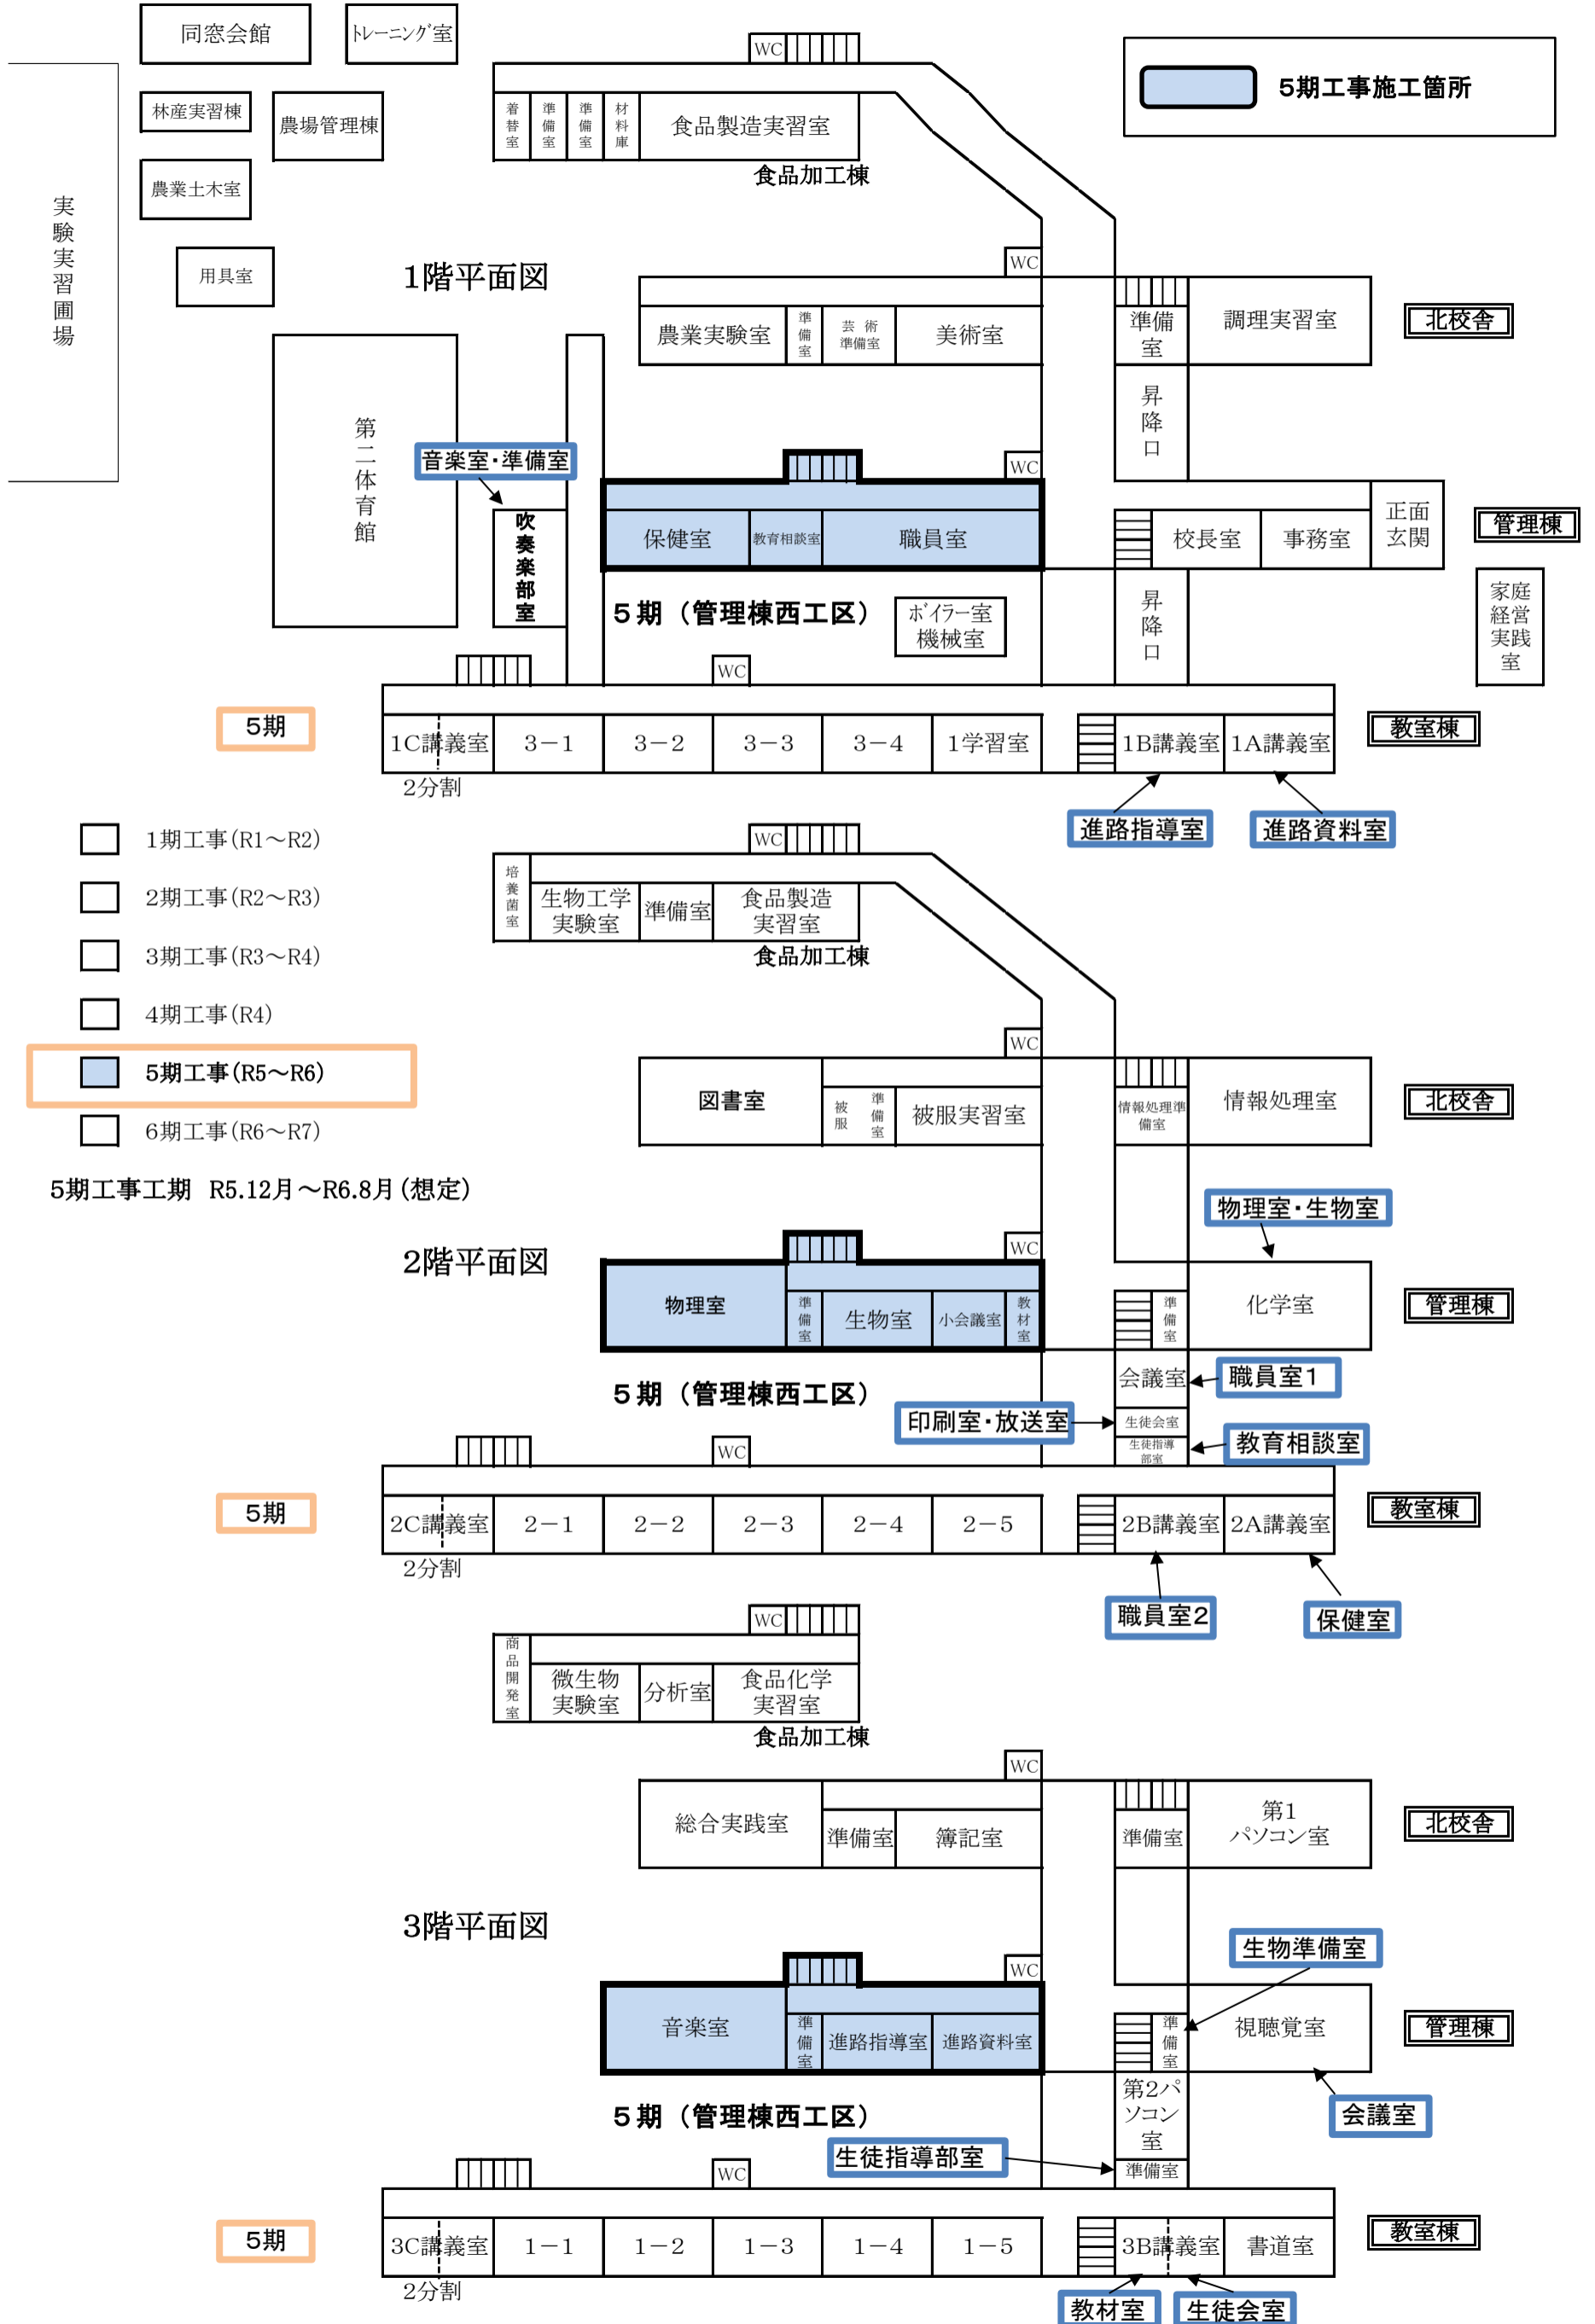 同窓会館
トレーニング室
WC
5期工事施工箇所
林産実習棟
農場管理棟
着替室
準備室
準備室
材料庫
食品製造実習室
食品加工棟
農業土木室
実験実習圃場
用具室
1階平面図
WC
農業実験室
準備室
芸術
準備室
美術室
準備
室
調理実習室
北校舎
昇降口
第二体育館
音楽室・準備室
吹奏楽部室
WC
保健室
教育相談室
職員室
校長室
事務室
正面
玄関
管理棟
5期（管理棟西工区）
ボイラー室
機械室
昇降口
家庭
経営
実践
室
WC
5期
1C講義室
3－1
3－2
3－3
3－4
1学習室
1B講義室
1A講義室
教室棟
2分割
進路指導室
進路資料室
1期工事(R1～R2)
2期工事(R2～R3)
3期工事(R3～R4)
4期工事(R4)
5期工事(R5～R6)
6期工事(R6～R7)
5期工事工期 R5.12月～R6.8月(想定)
WC
培養菌室
生物工学
実験室
準備室
食品製造
実習室
食品加工棟
WC
図書室
被服
準備室
被服実習室
情報処理準
備室
情報処理室
北校舎
物理室・生物室
2階平面図
WC
物理室
準備室
生物室
小会議室
教材室
準備室
化学室
管理棟
5期（管理棟西工区）
会議室
職員室1
印刷室・放送室
生徒会室
生徒指導
部室
教育相談室
WC
5期
2C講義室
2－1
2－2
2－3
2－4
2－5
2B講義室
2A講義室
教室棟
2分割
職員室2
保健室
WC
商品開発室
微生物
実験室
分析室
食品化学
実習室
食品加工棟
WC
総合実践室
準備室
簿記室
準備室
第1
パソコン室
北校舎
3階平面図
生物準備室
WC
音楽室
準備室
進路指導室
進路資料室
準備室
視聴覚室
管理棟
5期（管理棟西工区）
第2パ
ソコン
室
会議室
生徒指導部室
準備室
WC
5期
3C講義室
1－1
1－2
1－3
1－4
1－5
3B講義室
書道室
教室棟
2分割
教材室
生徒会室